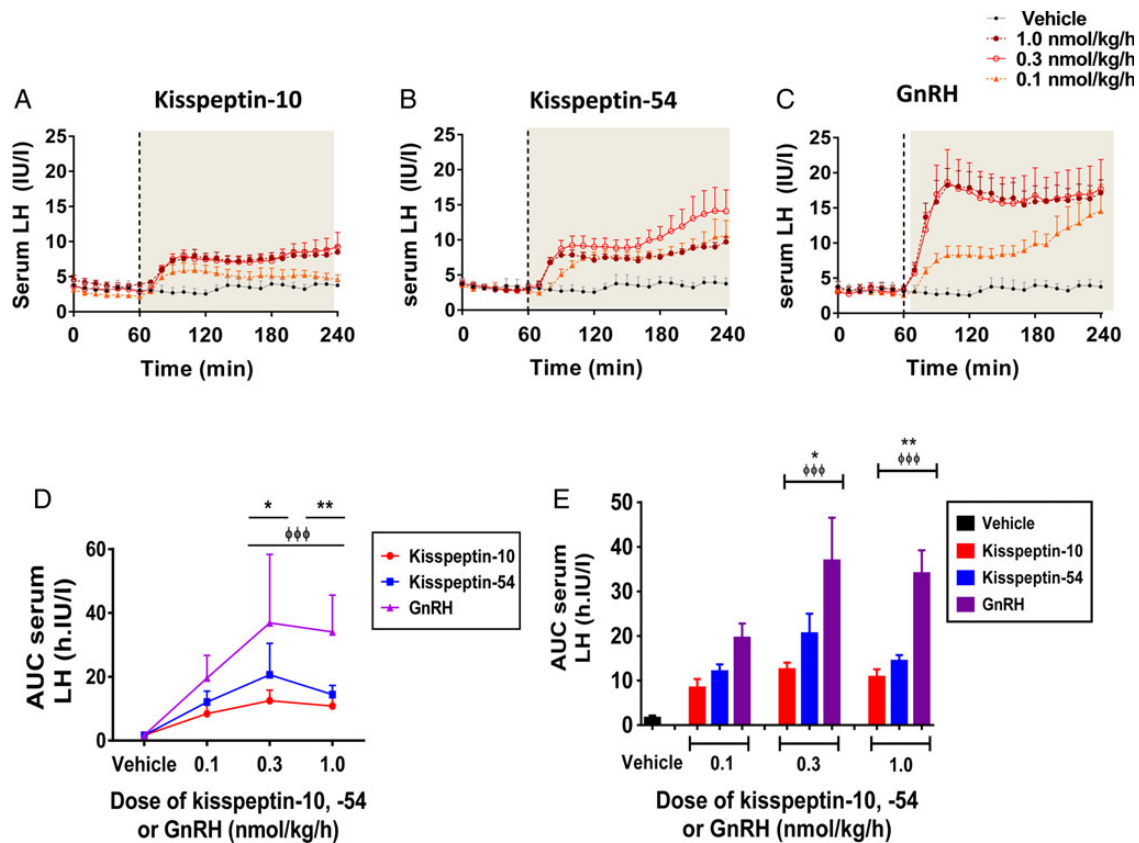 Vehicle
1.0 nmol/kg/h
0.3 nmol/kg/h
0.1 nmol/kg/h
A
Kisspeptin-10
B
Kisspeptin-54
C
GnRH
Serum LH (IU/l)
25
20
15
10
5
0
0 60 120 180 240
Time (min)
serum LH (IU/l)
25
20
15
10
5
0
0 60 120 180 240
Time (min)
serum LH (IU/l)
25
20
15
10
5
0
0 60 120 180 240
Time (min)
D
* **
ϕϕϕ
AUC serum
LH (h.IU/l)
60
40
20
0
Vehicle 0.1 0.3 1.0
Dose of kisspeptin-10, -54
or GnRH (nmol/kg/h)
Kisspeptin-10
Kisspeptin-54
GnRH
E
* **
ϕϕϕ ϕϕϕ
AUC serum
LH (h.IU/l)
50
40
30
20
10
0
Vehicle 0.1 0.3 1.0
Dose of kisspeptin-10, -54
or GnRH (nmol/kg/h)
Vehicle
Kisspeptin-10
Kisspeptin-54
GnRH